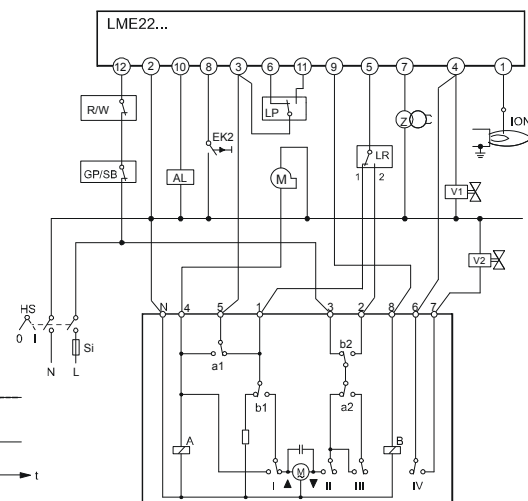 LME22...
12 2 10 8 3 6 11 9 5 7 4 1
R/W
LP
EK2
Z
ION
GP/SB
AL
M
LR
1 2
V1
V2
HS
0 I
Si
N L
N 4 5 1 3 2 8 6 7
a1
b2
b1
a2
A
B
I M II III IV
t